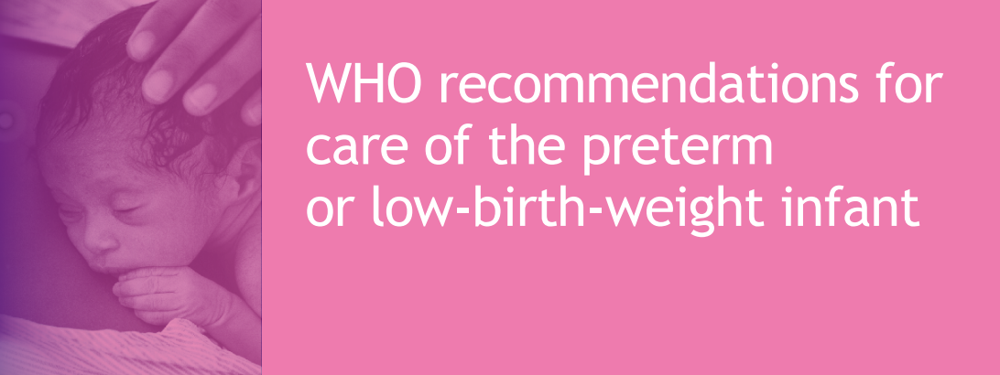 WHO recommendations for
care of the preterm
or low-birth-weight infant